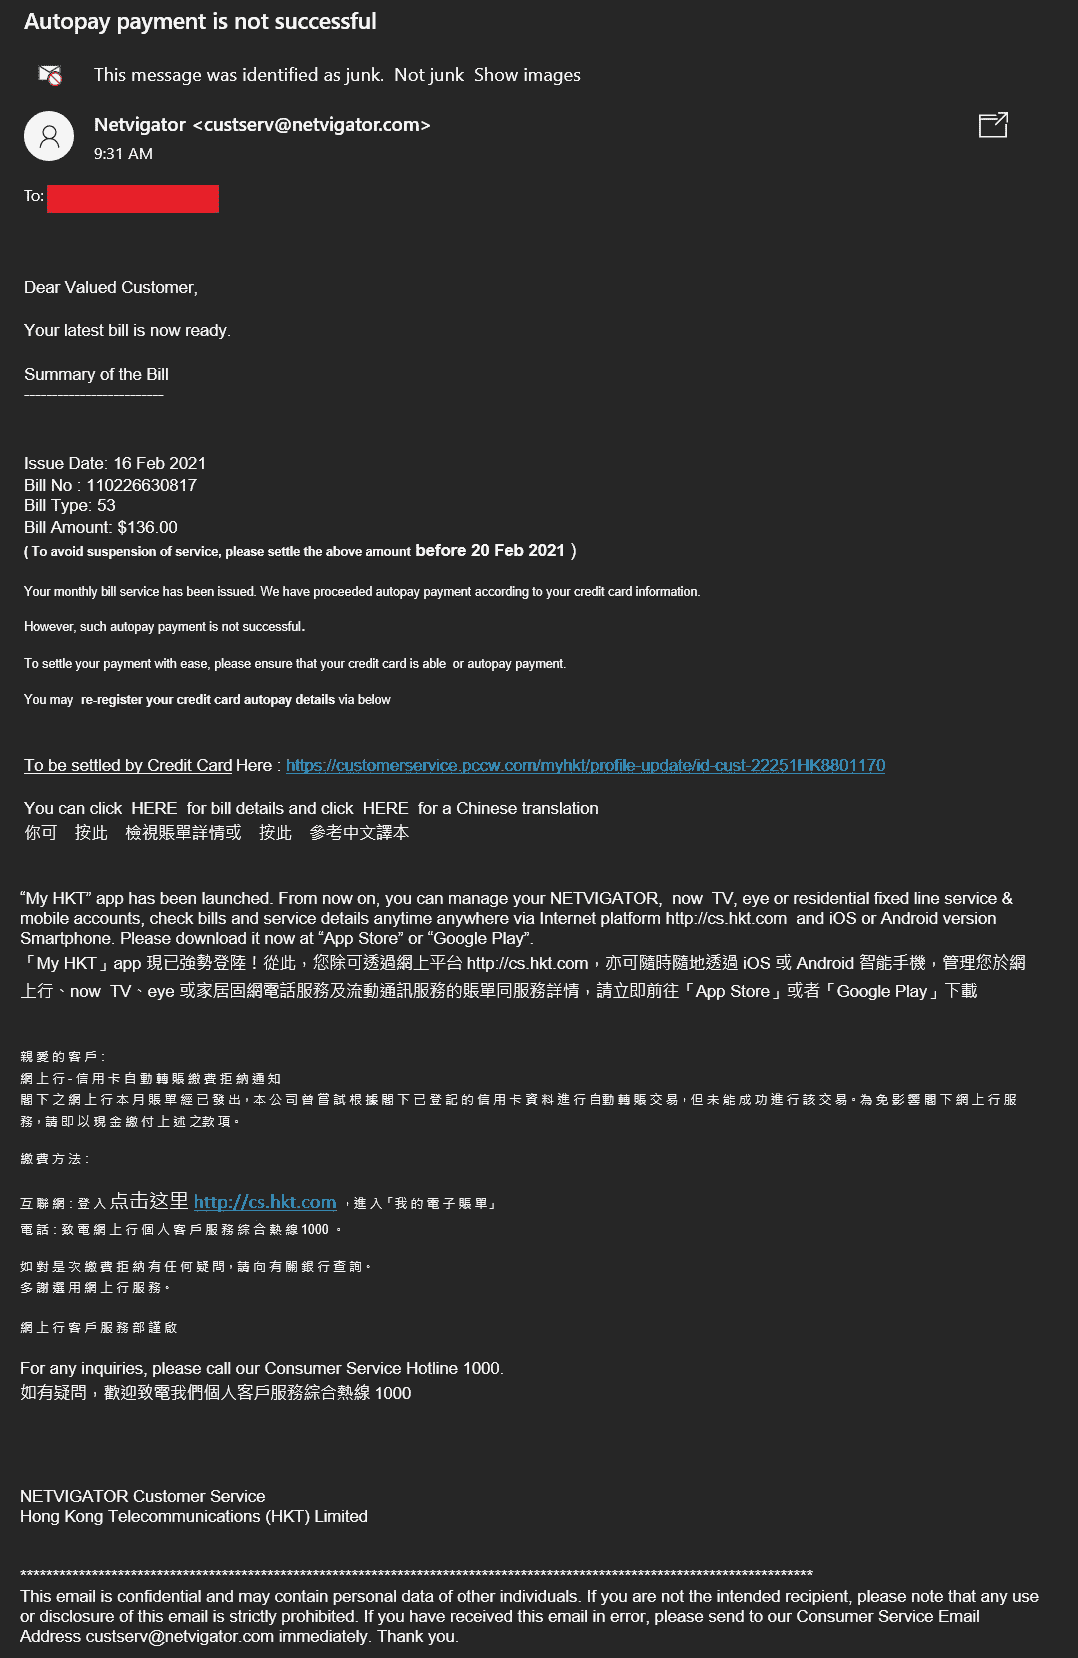 Autopay payment is not successful
This message was identified as junk.  Not junk  Show images
Netvigator <custserv@netvigator.com>
9:31 AM
To:
Dear Valued Customer,
Your latest bill is now ready.
Summary of the Bill
-------------------------
Issue Date: 16 Feb 2021
Bill No : 110226630817
Bill Type: 53
Bill Amount: $136.00
( To avoid suspension of service, please settle the above amount before 20 Feb 2021 )
Your monthly bill service has been issued. We have proceeded autopay payment according to your credit card information.
However, such autopay payment is not successful.
To settle your payment with ease, please ensure that your credit card is able  or autopay payment.
You may  re-register your credit card autopay details via below
To be settled by Credit Card Here : https://customerservice.pccw.com/myhkt/profile-update/id-cust-22251HK8801170
You can click  HERE  for bill details and click  HERE  for a Chinese translation
你可　按此　檢視賬單詳情或　按此　參考中文譯本
“My HKT” app has been launched. From now on, you can manage your NETVIGATOR,  now  TV, eye or residential fixed line service &
mobile accounts, check bills and service details anytime anywhere via Internet platform http://cs.hkt.com  and iOS or Android version
Smartphone. Please download it now at “App Store” or “Google Play”.
「My HKT」app 現已強勢登陸！從此，您除可透過網上平台 http://cs.hkt.com，亦可隨時隨地透過 iOS 或 Android 智能手機，管理您於網
上行、now  TV、eye 或家居固網電話服務及流動通訊服務的賬單同服務詳情，請立即前往「App Store」或者「Google Play」下載
親愛的客戶:
網上行-信用卡自動轉賬繳費拒納通知
閣下之網上行本月賬單經已發出，本公司曾嘗試根據閣下已登記的信用卡資料進行自動轉賬交易，但未能成功進行該交易。為免影響閣下網上行服
務，請即以現金繳付上述之款項。
繳費方法:
互聯網:登入点击这里 http://cs.hkt.com ，進入「我的電子賬單」
電話:致電網上行個人客戶服務綜合熱線1000 。
如對是次繳費拒納有任何疑問，請向有關銀行查詢。
多謝選用網上行服務。
網上行客戶服務部謹啟
For any inquiries, please call our Consumer Service Hotline 1000.
如有疑問，歡迎致電我們個人客戶服務綜合熱線 1000
NETVIGATOR Customer Service
Hong Kong Telecommunications (HKT) Limited
**************************************************************************************************************************
This email is confidential and may contain personal data of other individuals. If you are not the intended recipient, please note that any use
or disclosure of this email is strictly prohibited. If you have received this email in error, please send to our Consumer Service Email
Address custserv@netvigator.com immediately. Thank you.